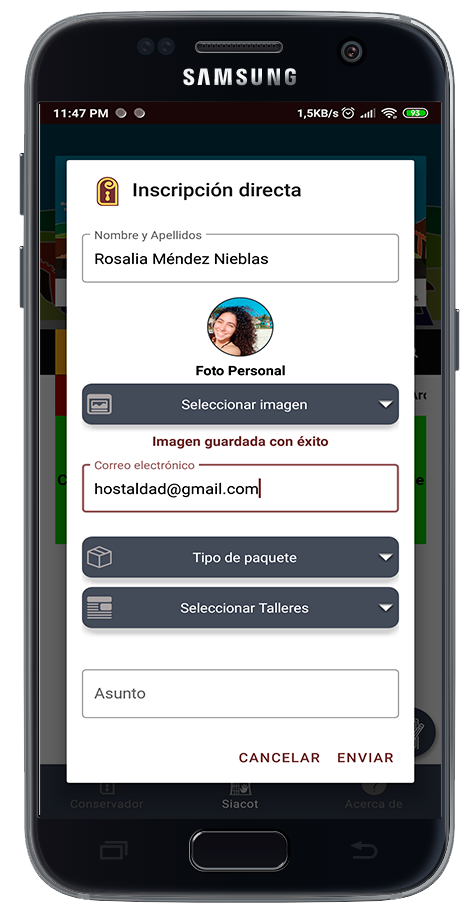 SAMSUNG
11:47 PM
1,5KB/s
93
Inscripción directa
Nombre y Apellidos
Rosalia Méndez Nieblas
Foto Personal
Seleccionar imagen
Imagen guardada con éxito
Correo electrónico
hostaldad@gmail.com
Tipo de paquete
Seleccionar Talleres
Asunto
CANCELAR ENVIAR
Conservador Siacot Acerca de